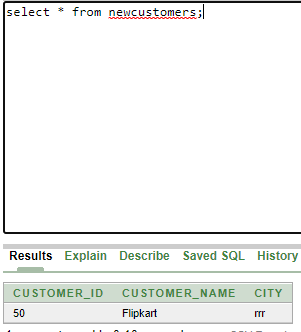 select * from newcustomers;
Results Explain Describe Saved SQL History
CUSTOMER_ID CUSTOMER_NAME CITY
50 Flipkart rrr